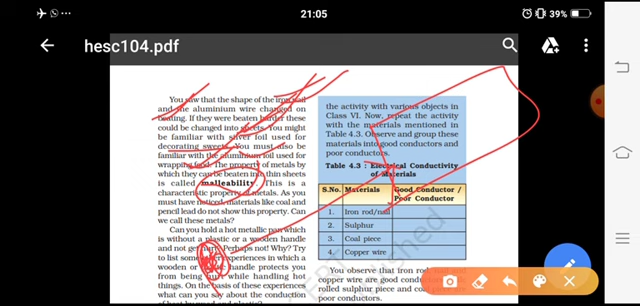 21:05
39%
hesc104.pdf
You saw that the shape of the iron nail
and the aluminium wire changed on
beating. If they were beaten harder these
could be changed into sheets. You might
be familiar with silver foil used for
decorating sweets. You must also be
familiar with the aluminium foil used for
wrapping food. The property of metals by
which they can be beaten into thin sheets
is called malleability. This is a
characteristic property of metals. As you
must have noticed materials like coal and
pencil lead do not show this property. Can
we call these metals?
Can you hold a hot metallic pan which
is without a plastic or a wooden handle
and not get hurt? Perhaps not! Why? Try
to list some other experiences in which a
wooden or handle protects you
from being hurt while handling hot
things. On the basis of these experiences
what can you say about the conduction
the activity with various objects in
Class VI. Now, repeat the activity
with the materials mentioned in
Table 4.3. Observe and group these
materials into good conductors and
poor conductors.
Table 4.3 : Electrical Conductivity
of Materials
S.No. Materials Good Conductor /
Poor Conductor
1. Iron rod/nail
2. Sulphur
3. Coal piece
4. Copper wire
You observe that iron rod,
copper wire are good
rolled sulphur piece and coal
poor conductors.